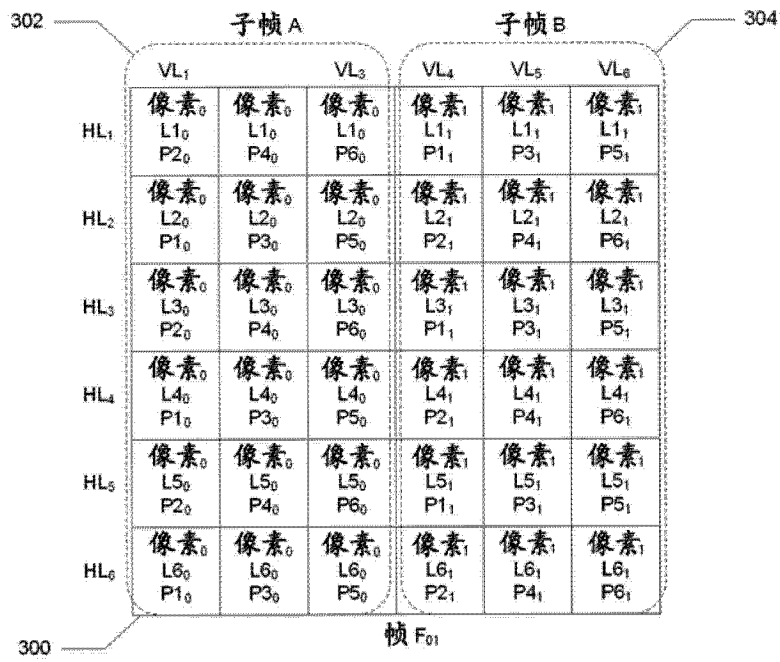 302 子帧 A 子帧 B 304
VL₁ VL₃ VL₄ VL₅ VL₆
HL₁ 像素₀ 像素₀ 像素₀ 像素₁ 像素₁ 像素₁
L1₀ L1₀ L1₀ L1₁ L1₁ L1₁
P2₀ P4₀ P6₀ P1₁ P3₁ P5₁
HL₂ 像素₀ 像素₀ 像素₀ 像素₁ 像素₁ 像素₁
L2₀ L2₀ L2₀ L2₁ L2₁ L2₁
P1₀ P3₀ P5₀ P2₁ P4₁ P6₁
HL₃ 像素₀ 像素₀ 像素₀ 像素₁ 像素₁ 像素₁
L3₀ L3₀ L3₀ L3₁ L3₁ L3₁
P2₀ P4₀ P6₀ P1₁ P3₁ P5₁
HL₄ 像素₀ 像素₀ 像素₀ 像素₁ 像素₁ 像素₁
L4₀ L4₀ L4₀ L4₁ L4₁ L4₁
P1₀ P3₀ P5₀ P2₁ P4₁ P6₁
HL₅ 像素₀ 像素₀ 像素₀ 像素₁ 像素₁ 像素₁
L5₀ L5₀ L5₀ L5₁ L5₁ L5₁
P2₀ P4₀ P6₀ P1₁ P3₁ P5₁
HL₆ 像素₀ 像素₀ 像素₀ 像素₁ 像素₁ 像素₁
L6₀ L6₀ L6₀ L6₁ L6₁ L6₁
P1₀ P3₀ P5₀ P2₁ P4₁ P6₁
300 帧 F₀₁